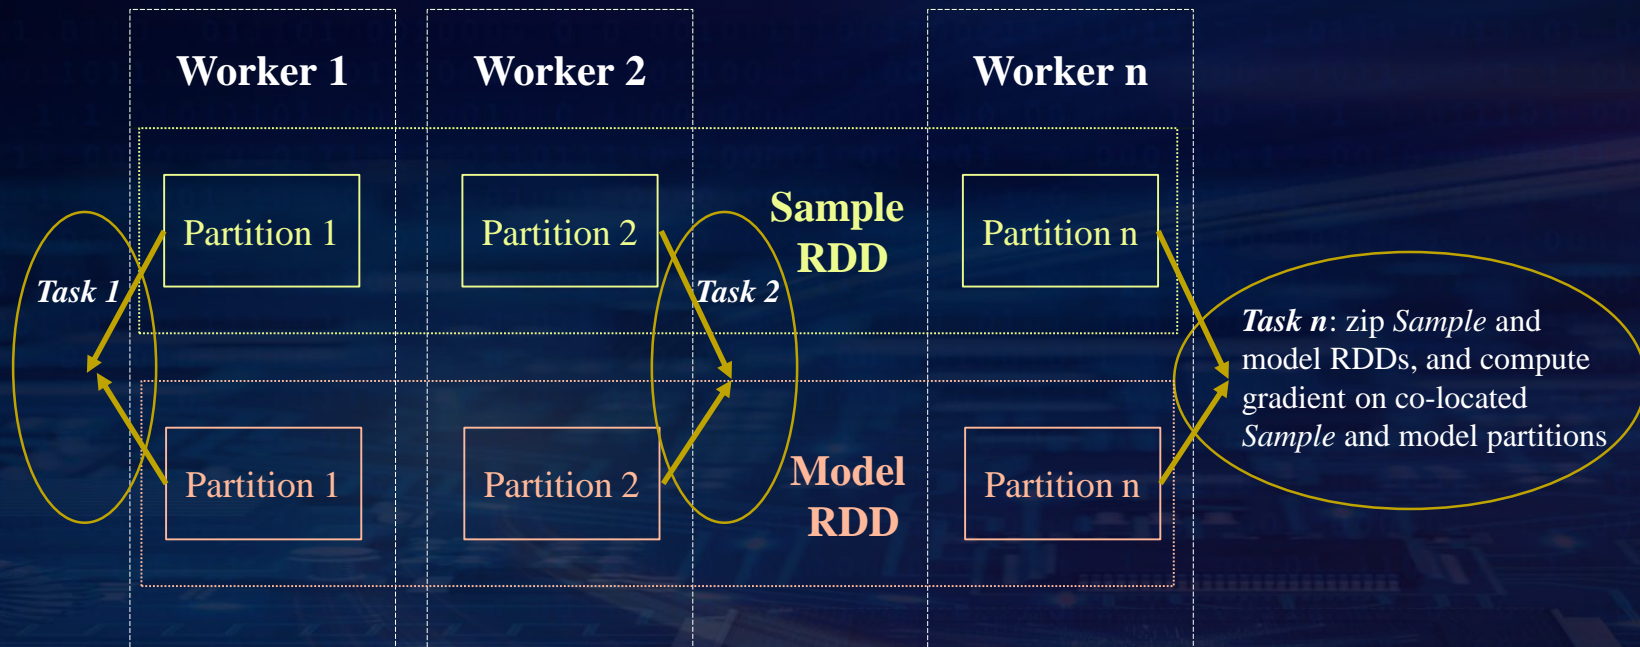 Worker 1
Worker 2
Worker n
Partition 1
Partition 2
Sample
RDD
Partition n
Task 1
Task 2
Task n: zip Sample and
model RDDs, and compute
gradient on co-located
Sample and model partitions
Partition 1
Partition 2
Model
RDD
Partition n